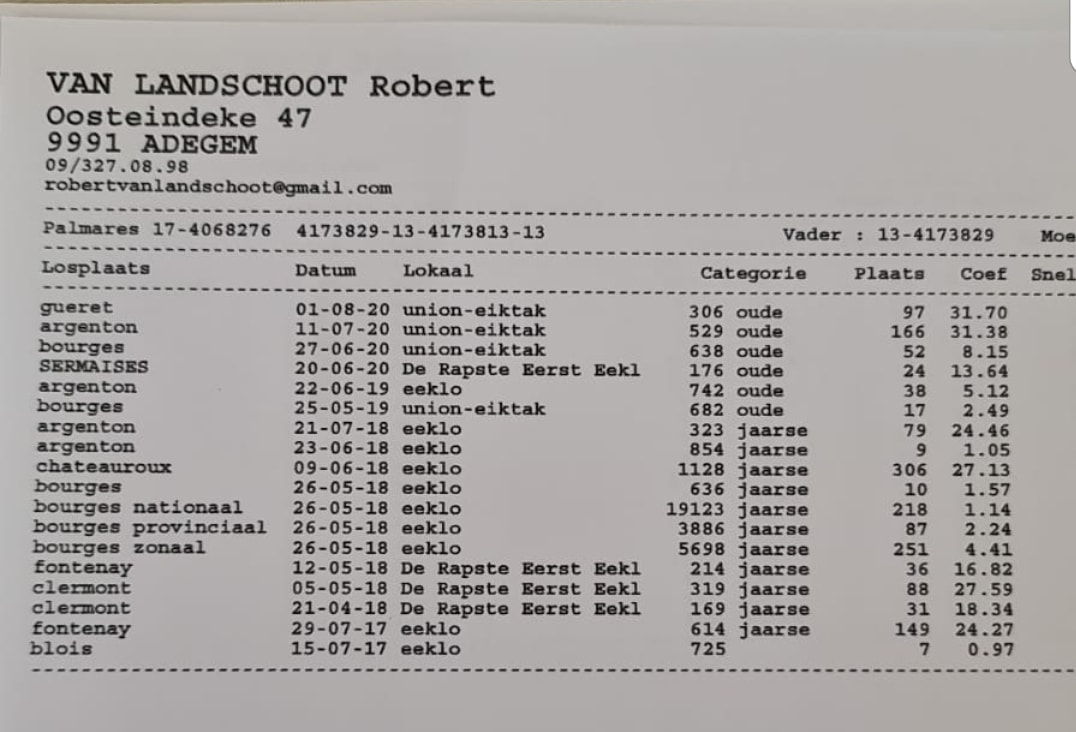 VAN LANDSCHOOT Robert
Oosteindeke 47
9991 ADEGEM
09/327.08.98
robertvanlandschoot@gmail.com
Palmares 17-4068276 4173829-13-4173813-13 Vader : 13-4173829 Moe
Losplaats Datum Lokaal Categorie Plaats Coef Snel
gueret 01-08-20 union-eiktak 306 oude 97 31.70
argenton 11-07-20 union-eiktak 529 oude 166 31.38
bourges 27-06-20 union-eiktak 638 oude 52 8.15
SERMAISES 20-06-20 De Rapste Eerst Eekl 176 oude 24 13.64
argenton 22-06-19 eeklo 742 oude 38 5.12
bourges 25-05-19 union-eiktak 682 oude 17 2.49
argenton 21-07-18 eeklo 323 jaarse 79 24.46
argenton 23-06-18 eeklo 854 jaarse 9 1.05
chateauroux 09-06-18 eeklo 1128 jaarse 306 27.13
bourges 26-05-18 eeklo 636 jaarse 10 1.57
bourges nationaal 26-05-18 eeklo 19123 jaarse 218 1.14
bourges provinciaal 26-05-18 eeklo 3886 jaarse 87 2.24
bourges zonaal 26-05-18 eeklo 5698 jaarse 251 4.41
fontenay 12-05-18 De Rapste Eerst Eekl 214 jaarse 36 16.82
clermont 05-05-18 De Rapste Eerst Eekl 319 jaarse 88 27.59
clermont 21-04-18 De Rapste Eerst Eekl 169 jaarse 31 18.34
fontenay 29-07-17 eeklo 614 jaarse 149 24.27
blois 15-07-17 eeklo 725 7 0.97